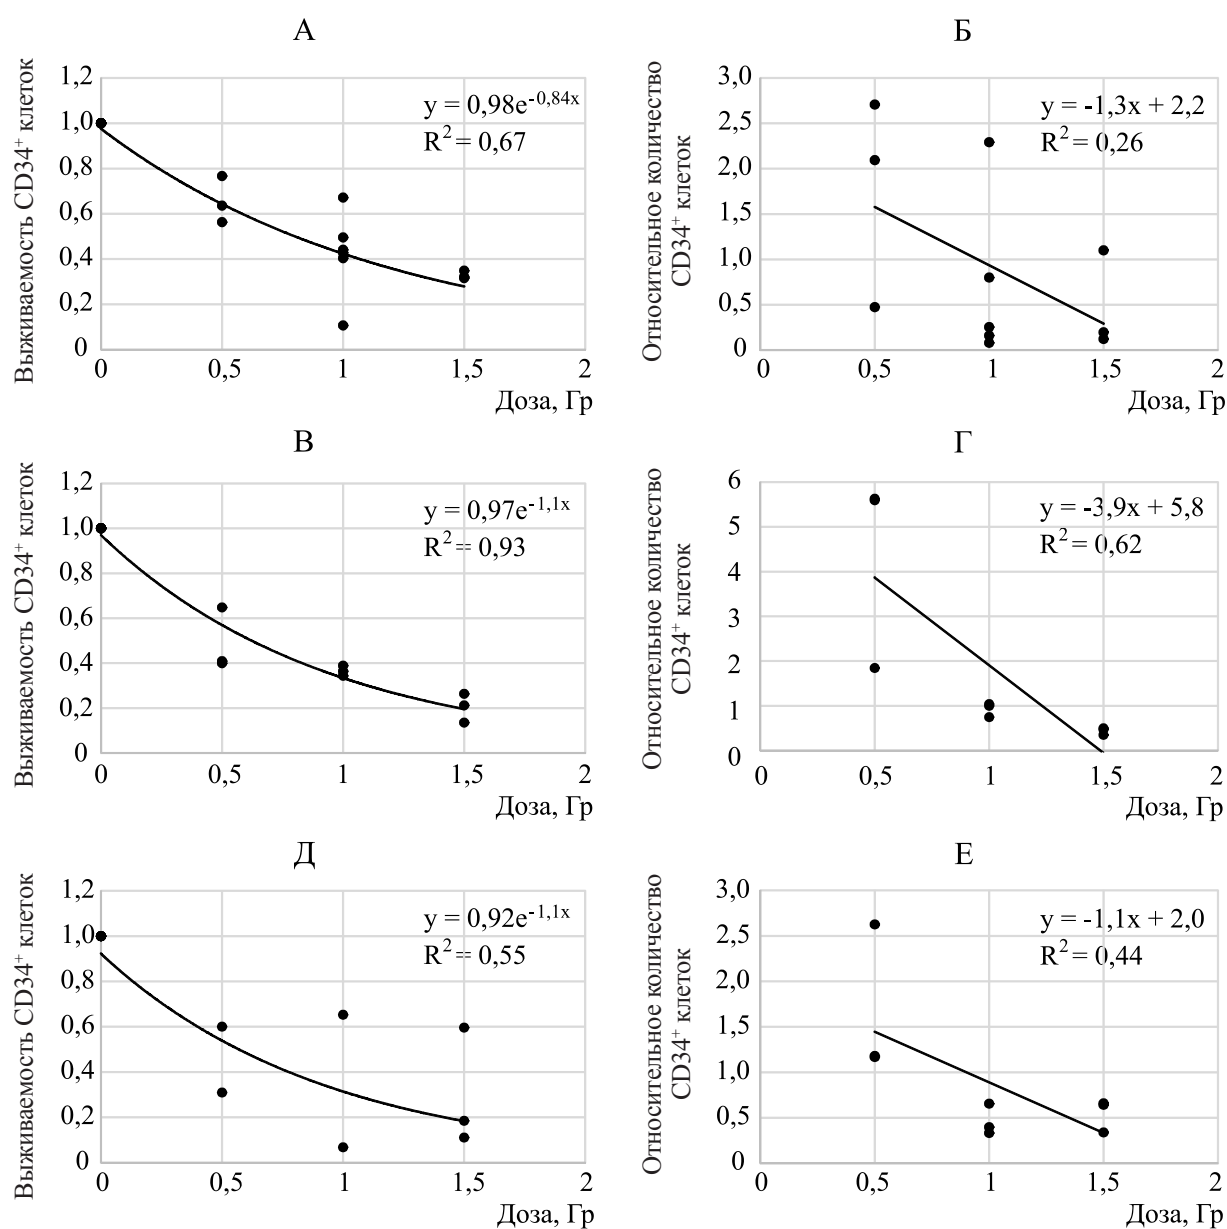 А
Выживаемость CD34⁺ клеток
1,2
1,0
0,8
0,6
0,4
0,2
0
y = 0,98e⁻⁰,⁸⁴ˣ
R² = 0,67
0 0,5 1 1,5 2
Доза, Гр
Б
Относительное количество
CD34⁺ клеток
3,0
2,5
2,0
1,5
1,0
0,5
0
y = -1,3x + 2,2
R² = 0,26
0 0,5 1 1,5 2
Доза, Гр
В
Выживаемость CD34⁺ клеток
1,2
1,0
0,8
0,6
0,4
0,2
0
y = 0,97e⁻¹,¹ˣ
R² = 0,93
0 0,5 1 1,5 2
Доза, Гр
Г
Относительное количество
CD34⁺ клеток
6
5
4
3
2
1
0
y = -3,9x + 5,8
R² = 0,62
0 0,5 1 1,5 2
Доза, Гр
Д
Выживаемость CD34⁺ клеток
1,2
1,0
0,8
0,6
0,4
0,2
0
y = 0,92e⁻¹,¹ˣ
R² = 0,55
0 0,5 1 1,5 2
Доза, Гр
Е
Относительное количество
CD34⁺ клеток
3,0
2,5
2,0
1,5
1,0
0,5
0
y = -1,1x + 2,0
R² = 0,44
0 0,5 1 1,5 2
Доза, Гр